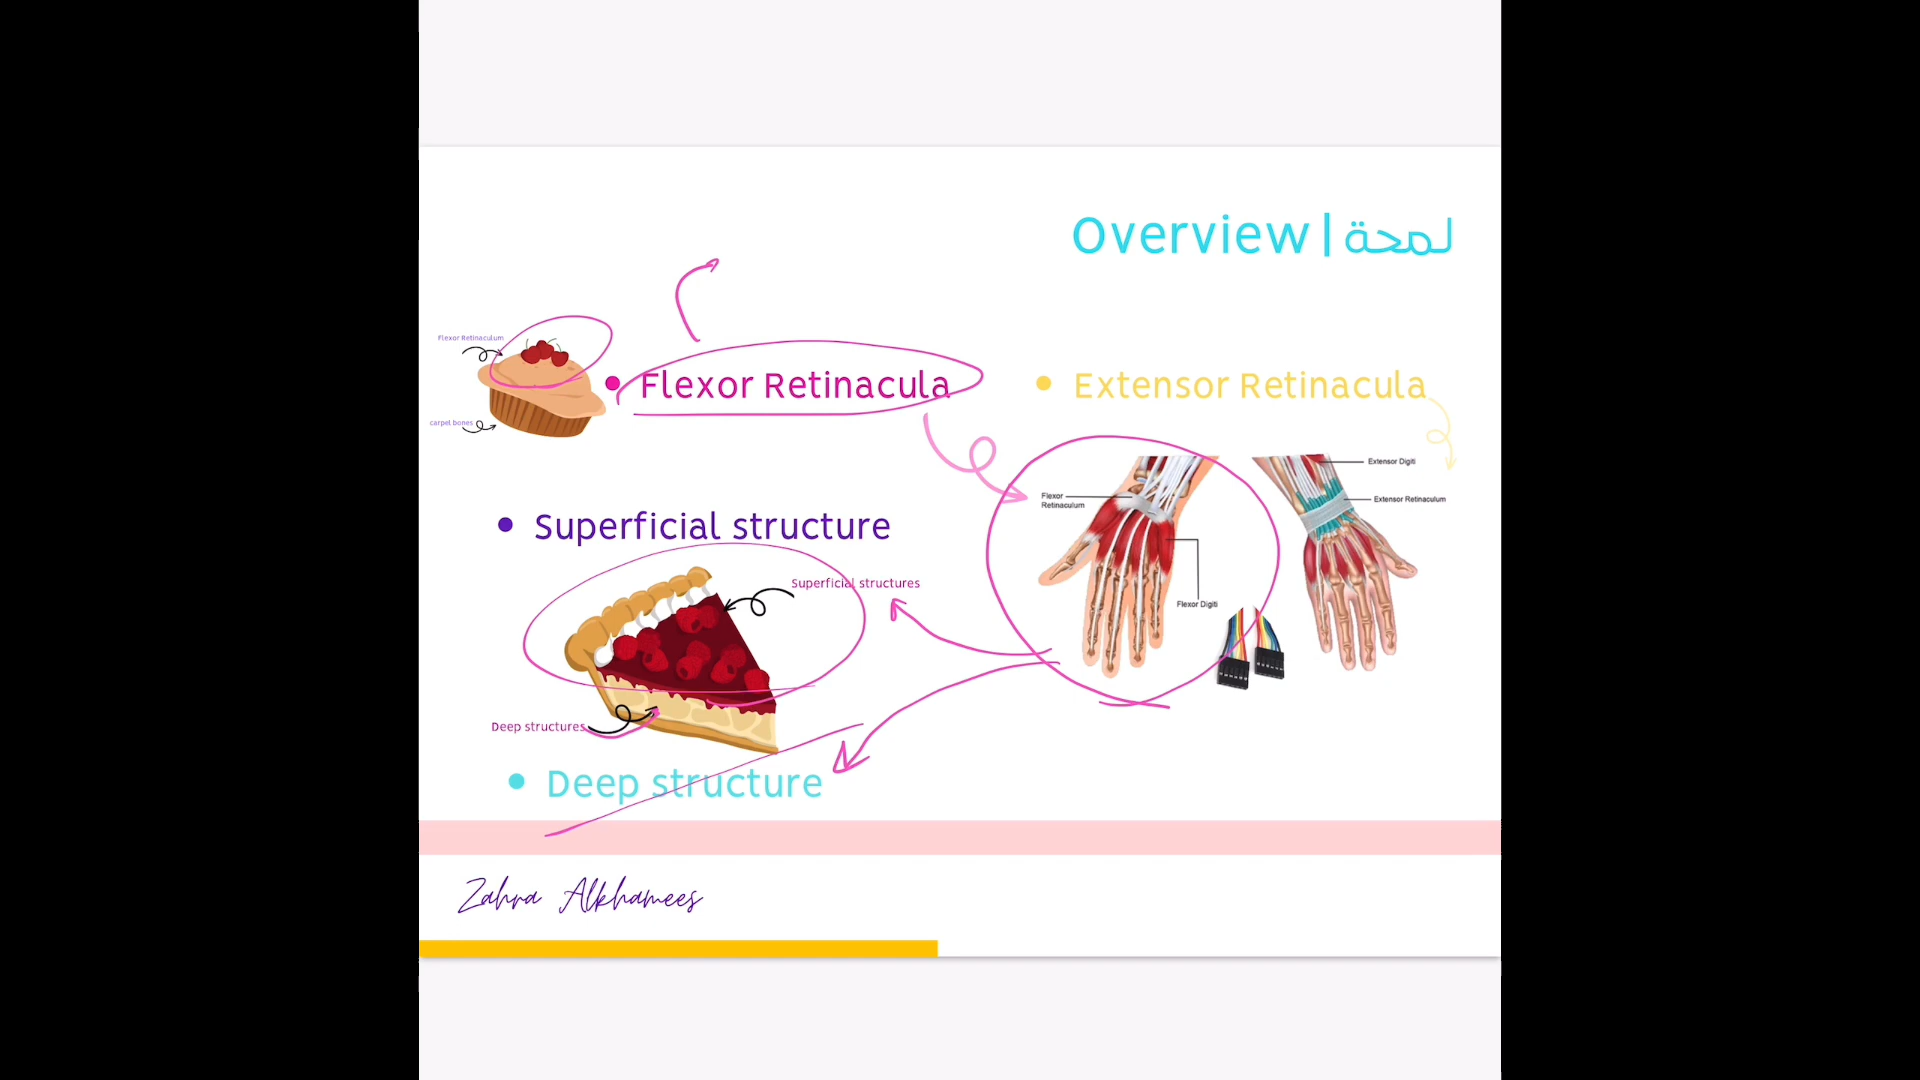 Overview | لمحة
Flexor Retinaculum
carpel bones
• Flexor Retinacula
• Extensor Retinacula
Extensor Digiti
Extensor Retinaculum
Flexor
Retinaculum
Flexor Digiti
• Superficial structure
Superficial structures
Deep structures
• Deep structure
Zahra Alkhamees